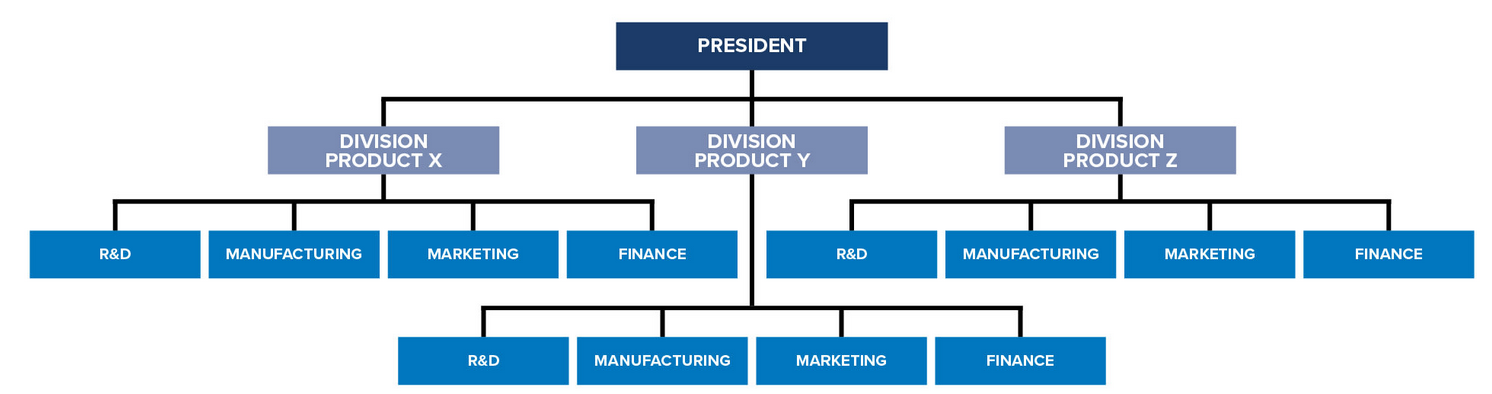 PRESIDENT
DIVISION
PRODUCT X
DIVISION
PRODUCT Y
DIVISION
PRODUCT Z
R&D
MANUFACTURING
MARKETING
FINANCE
R&D
MANUFACTURING
MARKETING
FINANCE
R&D
MANUFACTURING
MARKETING
FINANCE